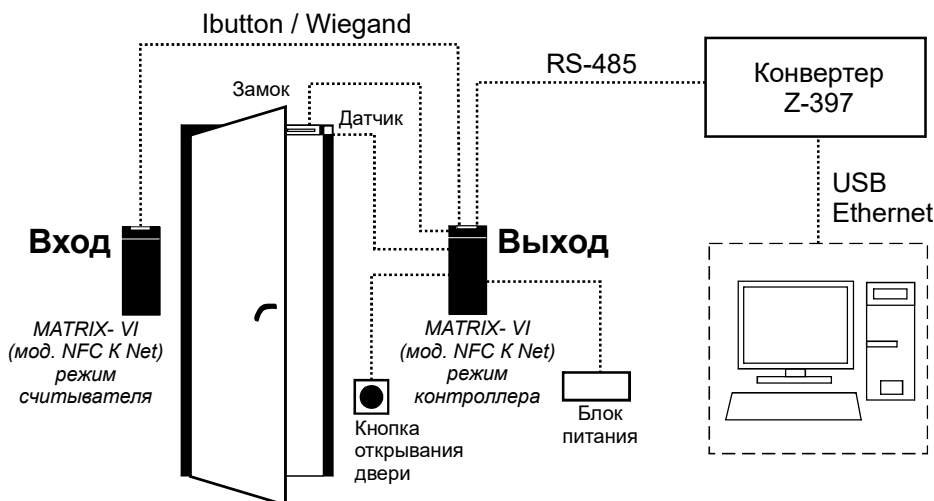 Ibutton / Wiegand
RS-485
Конвертер
Z-397
Замок
Датчик
USB
Ethernet
Вход
Выход
MATRIX- VI
(мод. NFC К Net)
режим
считывателя
MATRIX- VI
(мод. NFC К Net)
режим
контроллера
Кнопка
открывания
двери
Блок
питания